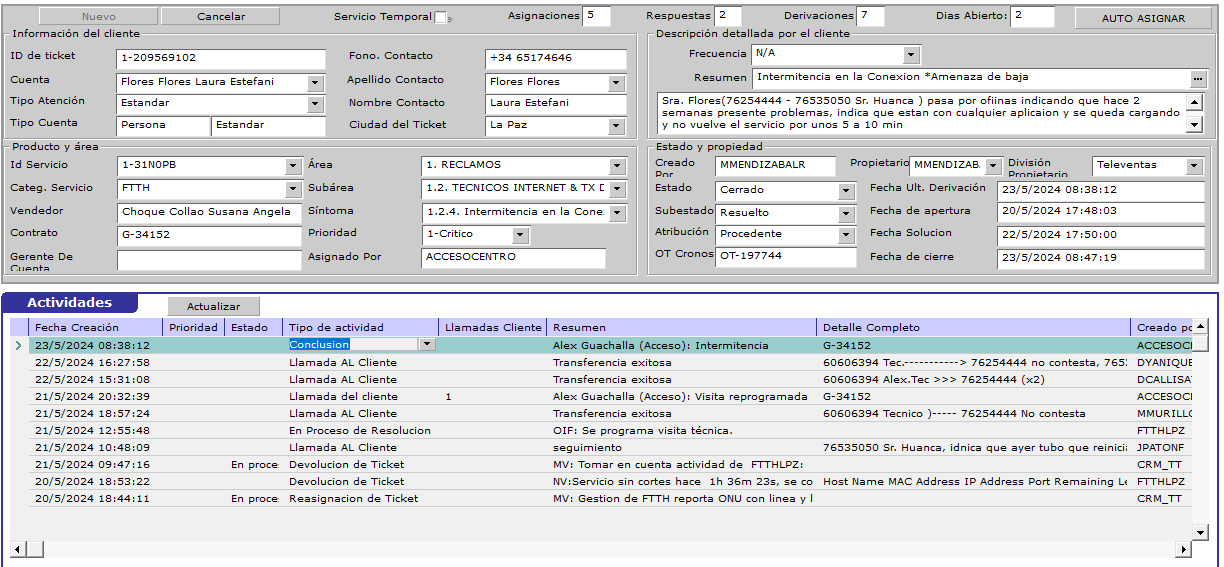 Nuevo Cancelar Servicio Temporal Asignaciones 5 Respuestas 2 Derivaciones 7 Dias Abierto: 2 AUTO ASIGNAR
Información del cliente
ID de ticket 1-209569102 Fono. Contacto +34 65174646
Cuenta Flores Flores Laura Estefani Apellido Contacto Flores Flores
Tipo Atención Estandar Nombre Contacto Laura Estefani
Tipo Cuenta Persona Estandar Ciudad del Ticket La Paz
Descripción detallada por el cliente
Frecuencia N/A
Resumen Intermitencia en la Conexion *Amenaza de baja
Sra. Flores(76254444 - 76535050 Sr. Huanca ) pasa por ofiinas indicando que hace 2
semanas presente problemas, indica que estan con cualquier aplicaion y se queda cargando
y no vuelve el servicio por unos 5 a 10 min
Producto y área
Id Servicio 1-31N0PB Área 1. RECLAMOS
Categ. Servicio FTTH Subárea 1.2. TECNICOS INTERNET & TX
Vendedor Choque Collao Susana Angela Síntoma 1.2.4. Intermitencia en la Cone
Contrato G-34152 Prioridad 1-Critico
Gerente De Cuenta Asignado Por ACCESOCENTRO
Estado y propiedad
Creado Por MMENDIZABALR Propietario MMENDIZAB División Propietario Televentas
Estado Cerrado Fecha Ult. Derivación 23/5/2024 08:38:12
Subestado Resuelto Fecha de apertura 20/5/2024 17:48:03
Atribución Procedente Fecha Solucion 22/5/2024 17:50:00
OT Cronos OT-197744 Fecha de cierre 23/5/2024 08:47:19
Actividades Actualizar
Fecha Creación Prioridad Estado Tipo de actividad Llamadas Cliente Resumen Detalle Completo Creado po
23/5/2024 08:38:12 Conclusion Alex Guachalla (Acceso): Intermitencia G-34152 ACCESOCI
22/5/2024 16:27:58 Llamada AL Cliente Transferencia exitosa 60606394 Tec.-----------> 76254444 no contesta, 765 DYANIQUE
22/5/2024 15:31:08 Llamada AL Cliente Transferencia exitosa 60606394 Alex.Tec >>> 76254444 (x2) DCALLISA
21/5/2024 20:32:39 Llamada del cliente 1 Alex Guachalla (Acceso): Visita reprogramada G-34152 ACCESOCI
21/5/2024 18:57:24 Llamada AL Cliente Transferencia exitosa 60606394 Tecnico )----- 76254444 No contesta MMURILLO
21/5/2024 12:55:48 En Proceso de Resolucion OIF: Se programa visita técnica. FTTHLPZ
21/5/2024 10:48:09 Llamada AL Cliente seguimiento 76535050 Sr. Huanca, idnica que ayer tubo que reinicia JPATONF
21/5/2024 09:47:16 En proce Devolucion de Ticket MV: Tomar en cuenta actividad de FTTHLPZ: CRM_TT
20/5/2024 18:53:22 Devolucion de Ticket NV:Servicio sin cortes hace 1h 36m 23s, se co Host Name MAC Address IP Address Port Remaining Le FTTHLPZ
20/5/2024 18:44:11 En proce Reasignacion de Ticket MV: Gestion de FTTH reporta ONU con linea y l CRM_TT